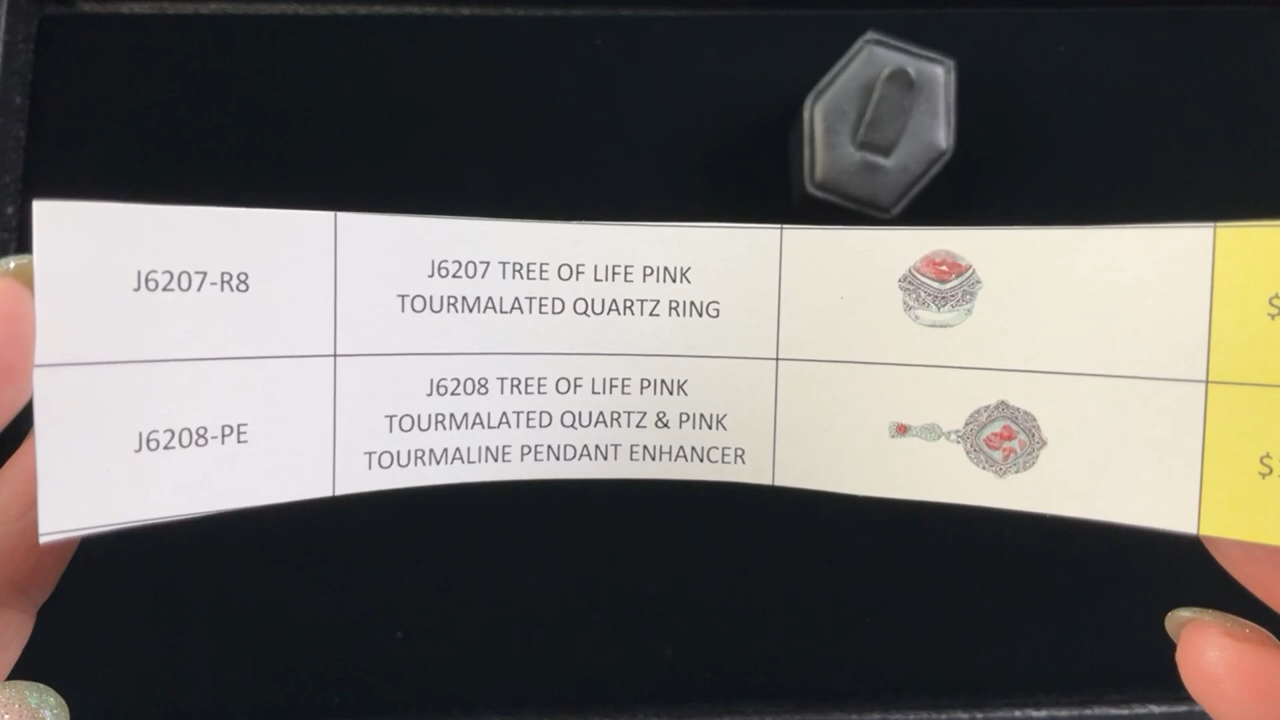 J6207-R8
J6207 TREE OF LIFE PINK
TOURMALATED QUARTZ RING
$
J6208-PE
J6208 TREE OF LIFE PINK
TOURMALATED QUARTZ & PINK
TOURMALINE PENDANT ENHANCER
$